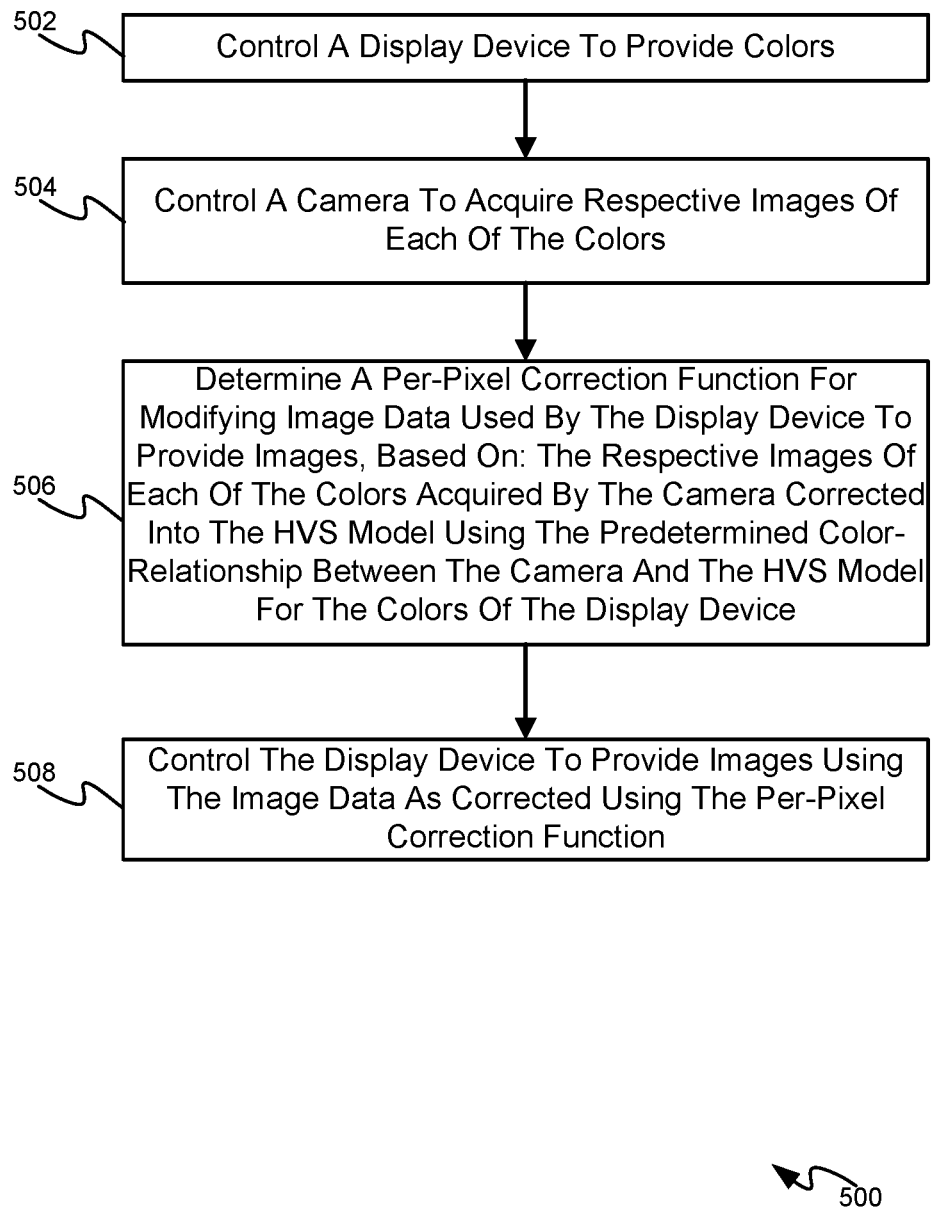 502
Control A Display Device To Provide Colors
504
Control A Camera To Acquire Respective Images Of
Each Of The Colors
506
Determine A Per-Pixel Correction Function For
Modifying Image Data Used By The Display Device To
Provide Images, Based On: The Respective Images Of
Each Of The Colors Acquired By The Camera Corrected
Into The HVS Model Using The Predetermined Color-
Relationship Between The Camera And The HVS Model
For The Colors Of The Display Device
508
Control The Display Device To Provide Images Using
The Image Data As Corrected Using The Per-Pixel
Correction Function
500